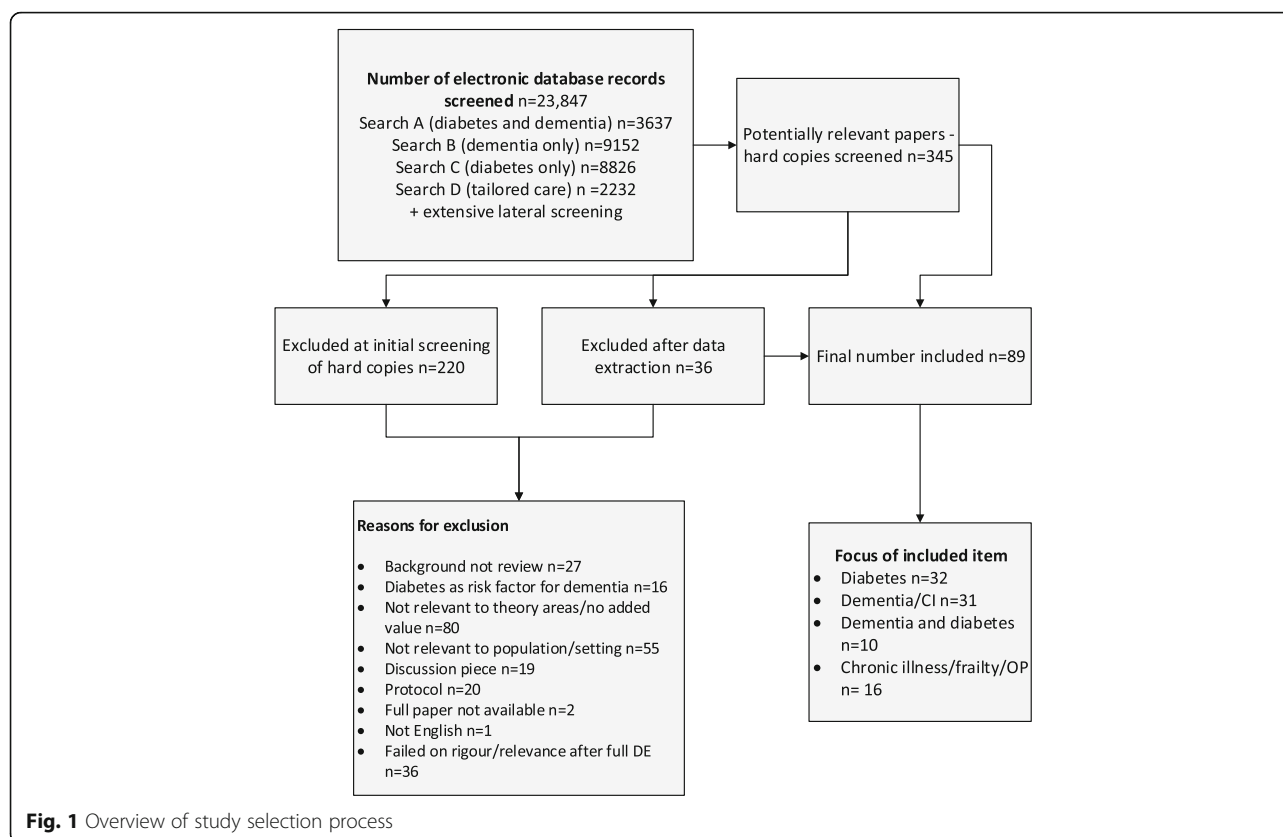 Number of electronic database records
screened n=23,847
Search A (diabetes and dementia) n=3637
Search B (dementia only) n=9152
Search C (diabetes only) n=8826
Search D (tailored care) n =2232
+ extensive lateral screening
Potentially relevant papers -
hard copies screened n=345
Excluded at initial screening
of hard copies n=220
Excluded after data
extraction n=36
Final number included n=89
Reasons for exclusion
• Background not review n=27
• Diabetes as risk factor for dementia n=16
• Not relevant to theory areas/no added
value n=80
• Not relevant to population/setting n=55
• Discussion piece n=19
• Protocol n=20
• Full paper not available n=2
• Not English n=1
• Failed on rigour/relevance after full DE
n=36
Focus of included item
• Diabetes n=32
• Dementia/CI n=31
• Dementia and diabetes
n=10
• Chronic illness/frailty/OP
n= 16
Fig. 1 Overview of study selection process